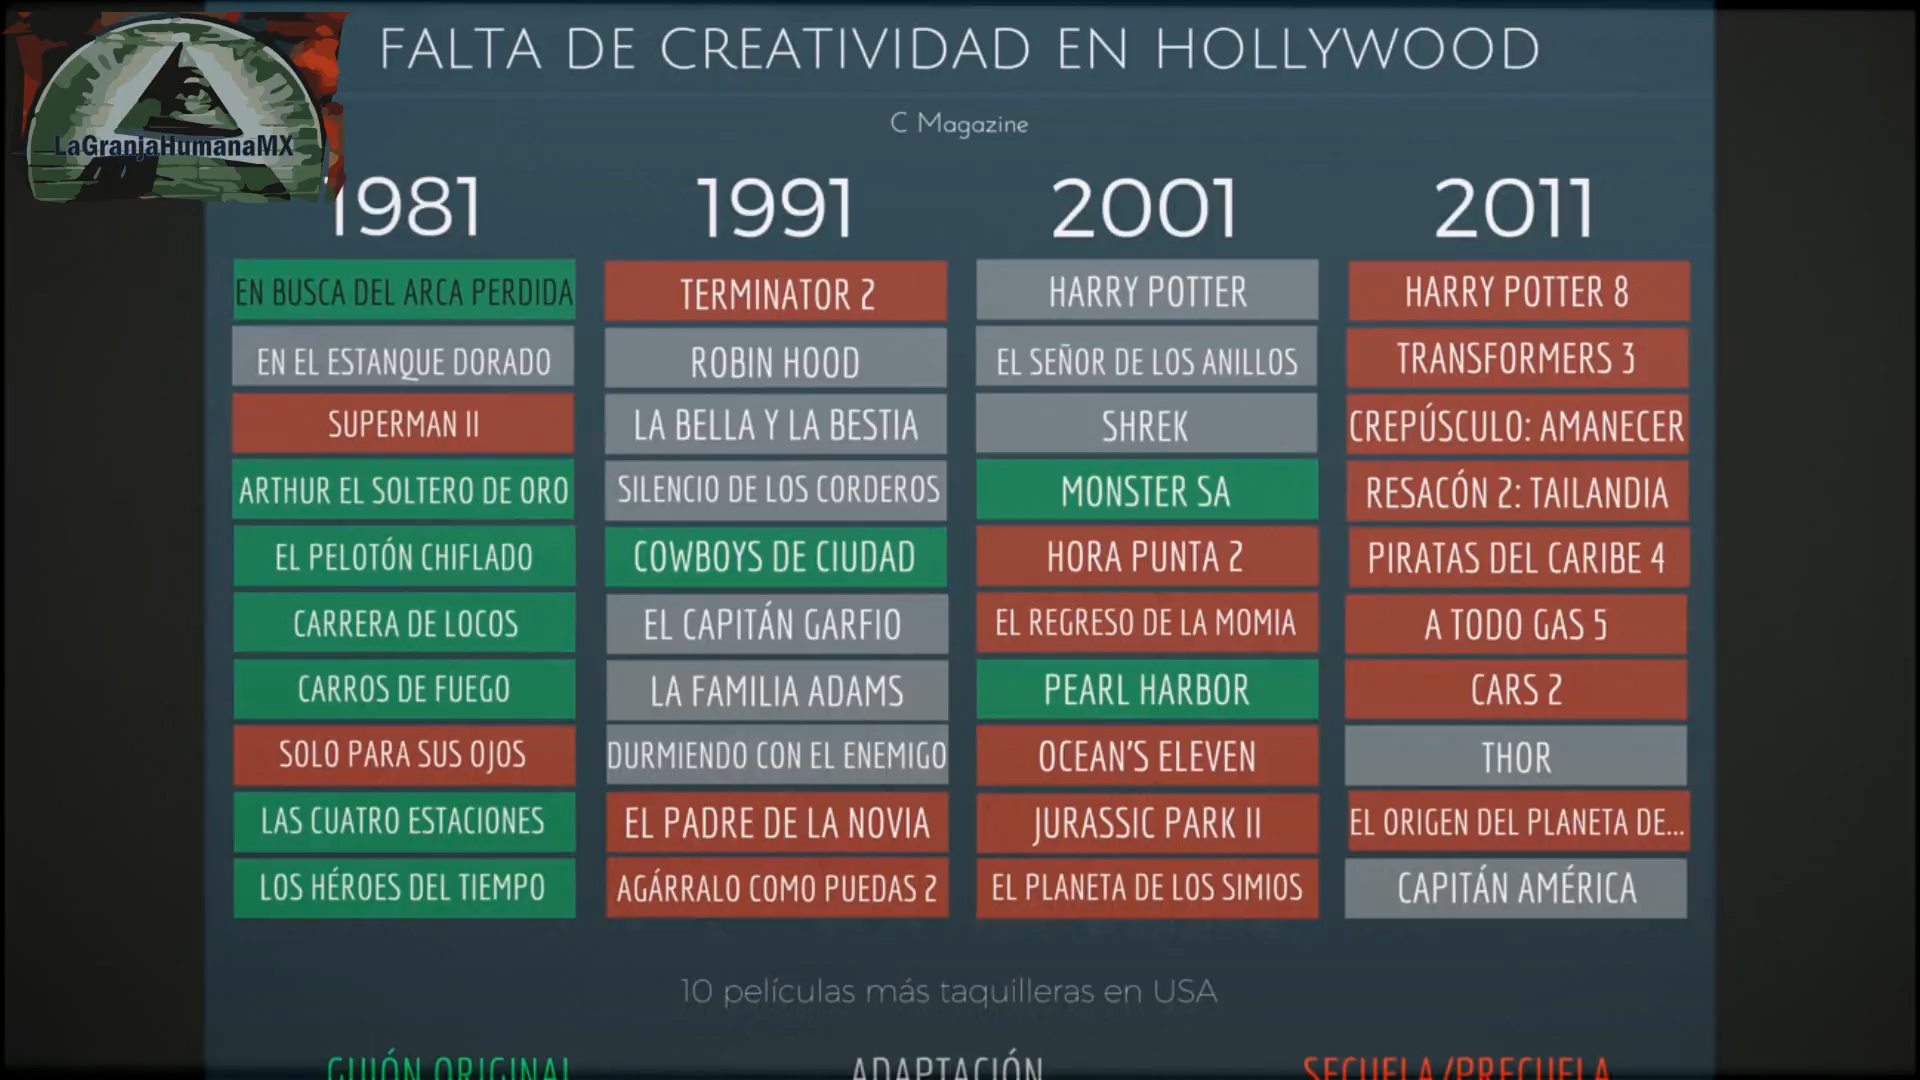 FALTA DE CREATIVIDAD EN HOLLYWOOD
LaGranjaHumanaMX
C Magazine
1981 1991 2001 2011
EN BUSCA DEL ARCA PERDIDA TERMINATOR 2 HARRY POTTER HARRY POTTER 8
EN EL ESTANQUE DORADO ROBIN HOOD EL SEÑOR DE LOS ANILLOS TRANSFORMERS 3
SUPERMAN II LA BELLA Y LA BESTIA SHREK CREPÚSCULO: AMANECER
ARTHUR EL SOLTERO DE ORO SILENCIO DE LOS CORDEROS MONSTER SA RESACÓN 2: TAILANDIA
EL PELOTÓN CHIFLADO COWBOYS DE CIUDAD HORA PUNTA 2 PIRATAS DEL CARIBE 4
CARRERA DE LOCOS EL CAPITÁN GARFIO EL REGRESO DE LA MOMIA A TODO GAS 5
CARROS DE FUEGO LA FAMILIA ADAMS PEARL HARBOR CARS 2
SOLO PARA SUS OJOS DURMIENDO CON EL ENEMIGO OCEAN'S ELEVEN THOR
LAS CUATRO ESTACIONES EL PADRE DE LA NOVIA JURASSIC PARK II EL ORIGEN DEL PLANETA DE...
LOS HÉROES DEL TIEMPO AGÁRRALO COMO PUEDAS 2 EL PLANETA DE LOS SIMIOS CAPITÁN AMÉRICA
10 películas más taquilleras en USA
GUIÓN ORIGINAL ADAPTACIÓN SECUELA/PRECUELA